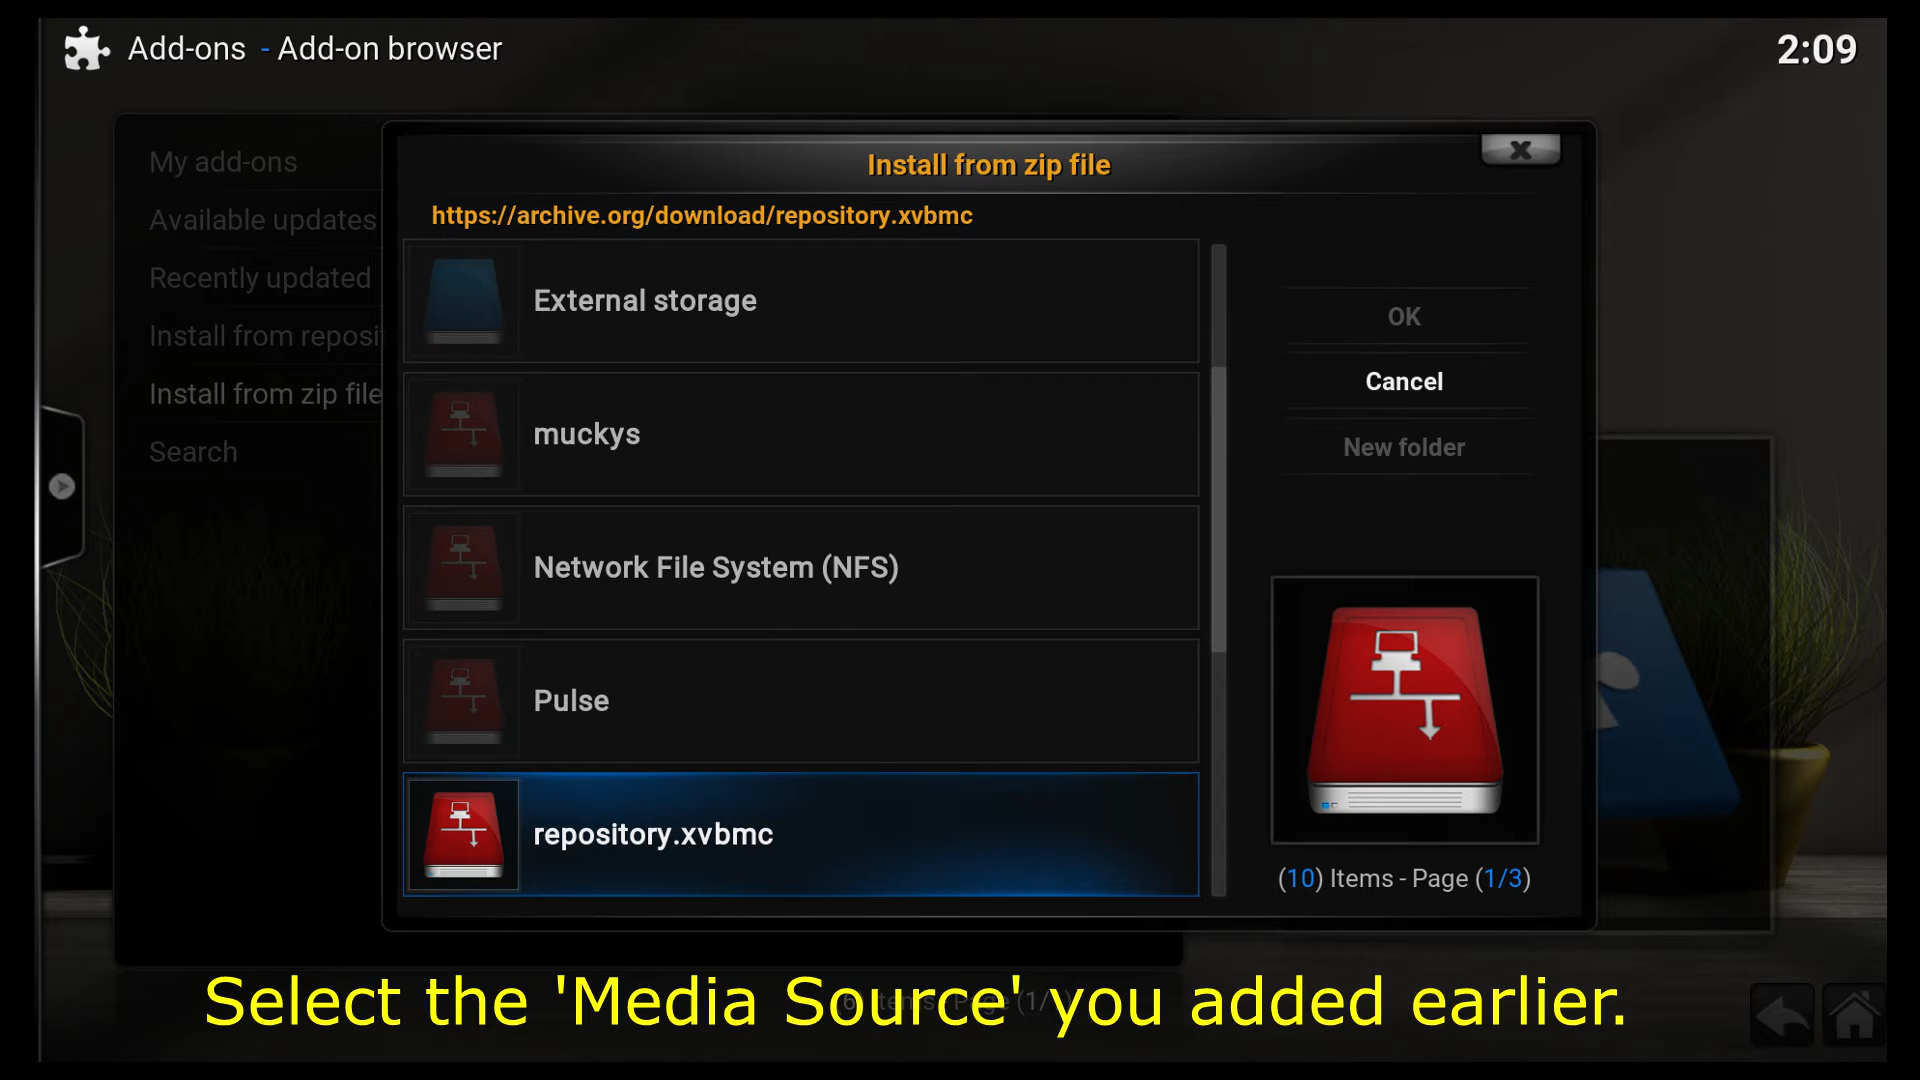 Add-ons - Add-on browser
2:09
My add-ons
Available updates
Recently updated
Install from reposi
Install from zip file
Search
Install from zip file
https://archive.org/download/repository.xvbmc
External storage
muckys
Network File System (NFS)
Pulse
repository.xvbmc
OK
Cancel
New folder
(10) Items - Page (1/3)
Select the 'Media Source' you added earlier.